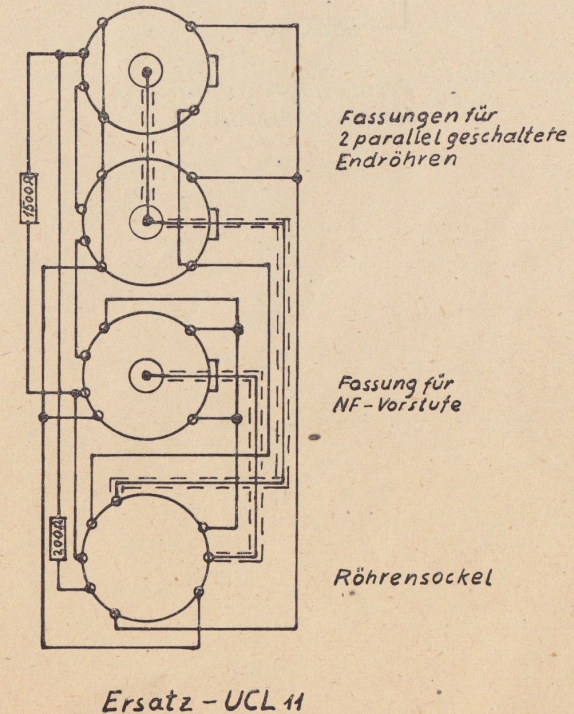 Fassungen für
2 parallel geschaltete
Endröhren
1500Ω
Fassung für
NF-Vorstufe
200Ω
Röhrensockel
Ersatz - UCL 11